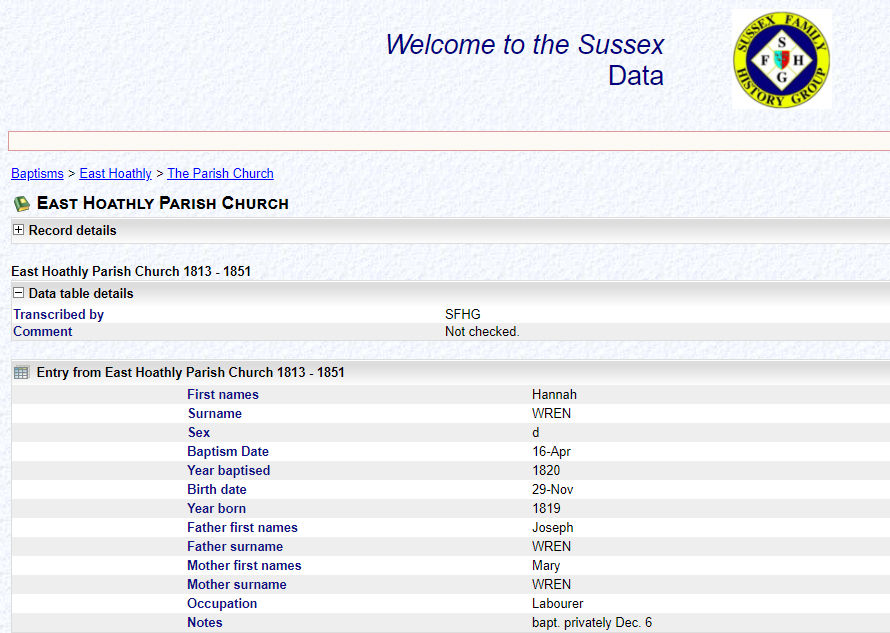 Welcome to the Sussex
Data
SUSSEX FAMILY HISTORY GROUP
S F H G
Baptisms > East Hoathly > The Parish Church
EAST HOATHLY PARISH CHURCH
Record details
East Hoathly Parish Church 1813 - 1851
Data table details
Transcribed by SFHG
Comment Not checked.
Entry from East Hoathly Parish Church 1813 - 1851
First names Hannah
Surname WREN
Sex d
Baptism Date 16-Apr
Year baptised 1820
Birth date 29-Nov
Year born 1819
Father first names Joseph
Father surname WREN
Mother first names Mary
Mother surname WREN
Occupation Labourer
Notes bapt. privately Dec. 6